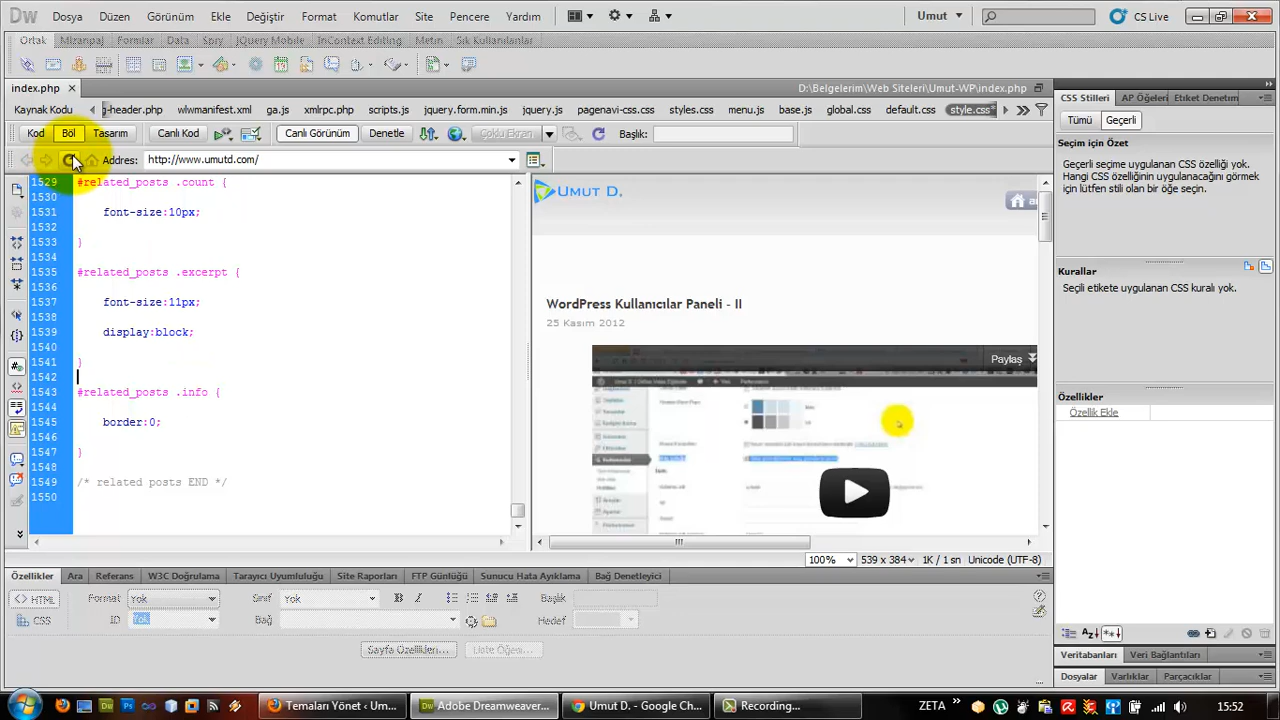 Dw Dosya Düzen Görünüm Ekle Değiştir Format Komutlar Site Pencere Yardım Umut CS Live
Ortak Mizanpaj Formlar Data Spry jQuery Mobile InContext Editing Metin Sık Kullanılanlar
index.php D:\Belgelerim\Web Siteleri\Umut-WP\index.php
Kaynak Kodu g-header.php wlwmanifest.xml ga.js xmlrpc.php scripts.js jquery.form.min.js jquery.js pagenavi-css.css styles.css menu.js base.js global.css default.css style.css*
Kod Böl Tasarım Canlı Kod Canlı Görünüm Denetle Çoklu Ekran Başlık:
Addres: http://www.umutd.com/
1529 #related_posts .count {
1530
1531 font-size:10px;
1532
1533 }
1534
1535 #related_posts .excerpt {
1536
1537 font-size:11px;
1538
1539 display:block;
1540
1541 }
1542
1543 #related_posts .info {
1544
1545 border:0;
1546
1547 }
1548
1549 /* related posts END */
1550
Umut D.
WordPress Kullanıcılar Paneli - II
25 Kasım 2012
Paylaş
100% 539 x 384 1K / 1 sn Unicode (UTF-8)
CSS Stilleri AP Öğeleri Etiket Denetim
Tümü Geçerli
Seçim için Özet
Geçerli seçime uygulanan CSS özelliği yok.
Hangi CSS özelliğinin uygulanacağını görmek
için lütfen stili olan bir öğe seçin.
Kurallar
Seçili etikete uygulanan CSS kuralı yok.
Özellikler
Özellik Ekle
Veritabanları Veri Bağlantıları
Dosyalar Varlıklar Parçacıklar
Özellikler Ara Referans W3C Doğrulama Tarayıcı Uyumluluğu Site Raporları FTP Günlüğü Sunucu Hata Ayıklama Bağ Denetleyici
<> HTML Format Yok Sınıf Yok B I Başlık
CSS ID Yok Bağ Hedef
Sayfa Özellikleri... Liste Öğesi...
Temaları Yönet ‹ Umu... Adobe Dreamweaver... Umut D. - Google Ch... Recording... ZETA 15:52